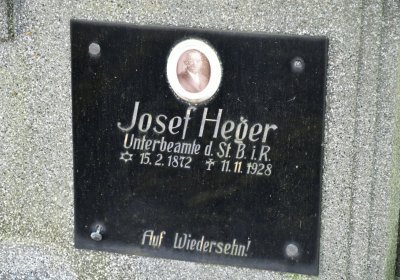 Josef Heger
Unterbeamte d. St. B. i. R.
✡ 15. 2. 1872 ✝ 11. 11. 1928
Auf Wiedersehn!